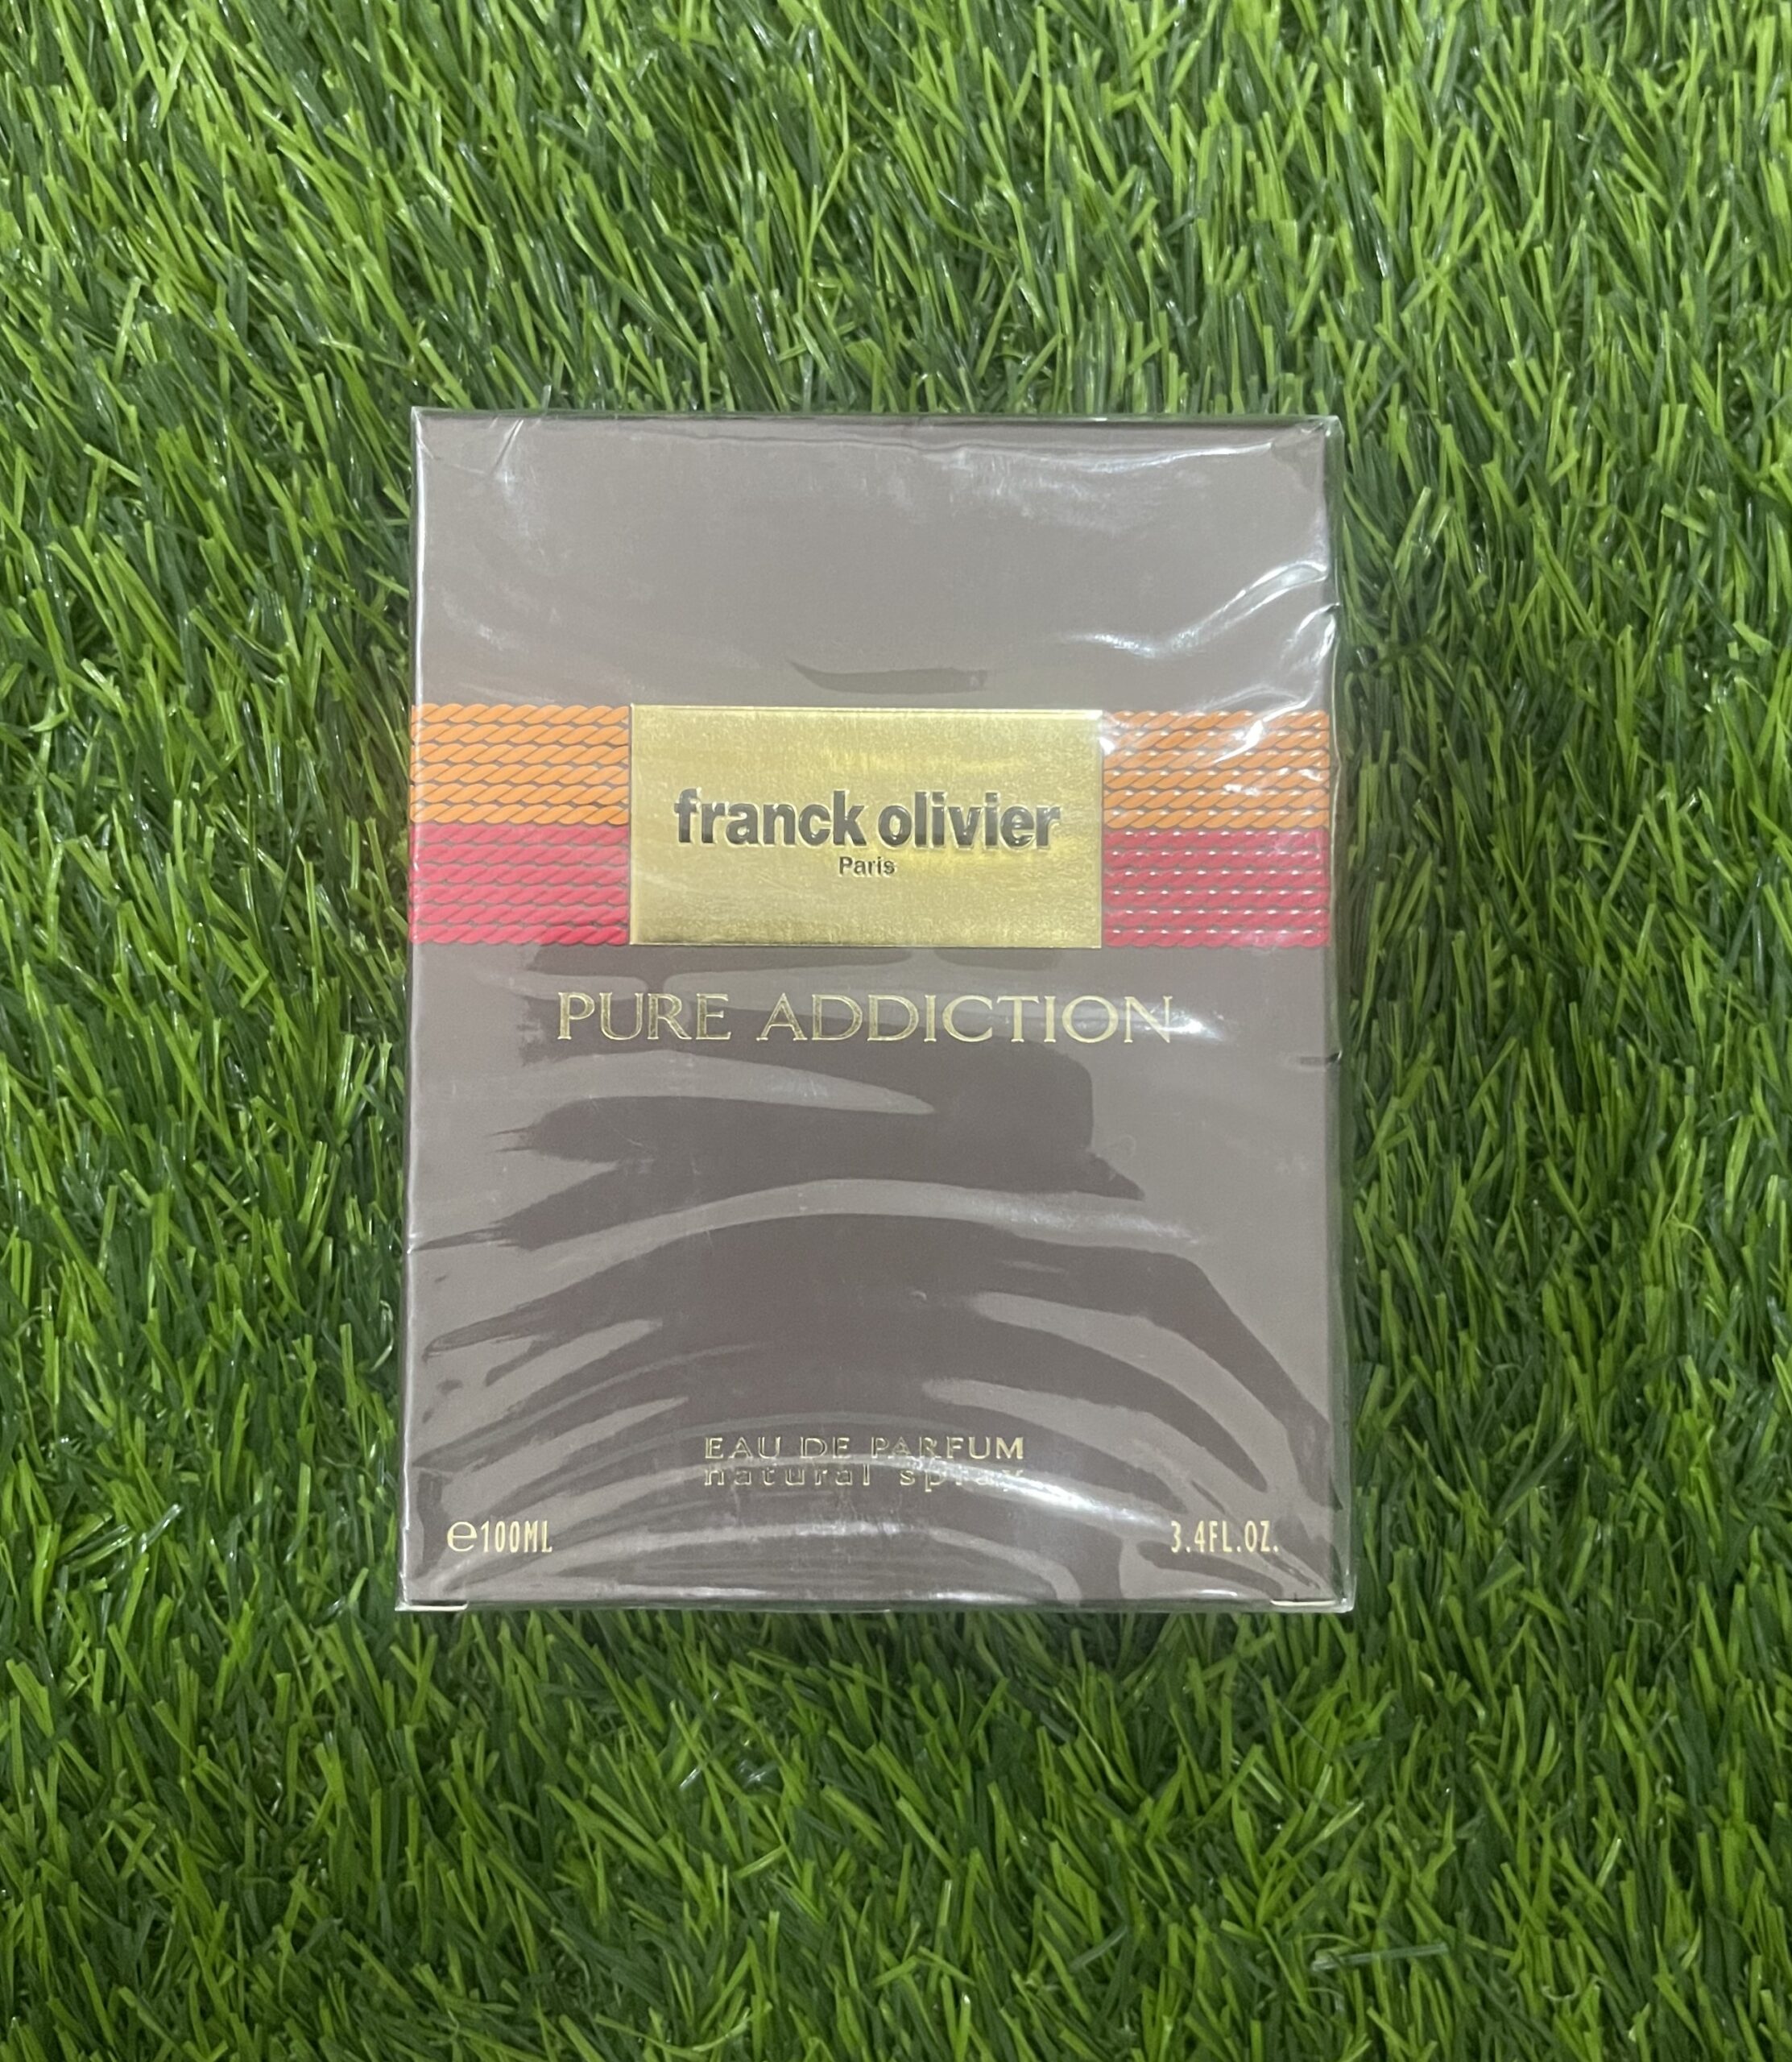 franck olivier
Paris
PURE ADDICTION
EAU DE PARFUM
natural spray
℮100ML
3.4FL.OZ.